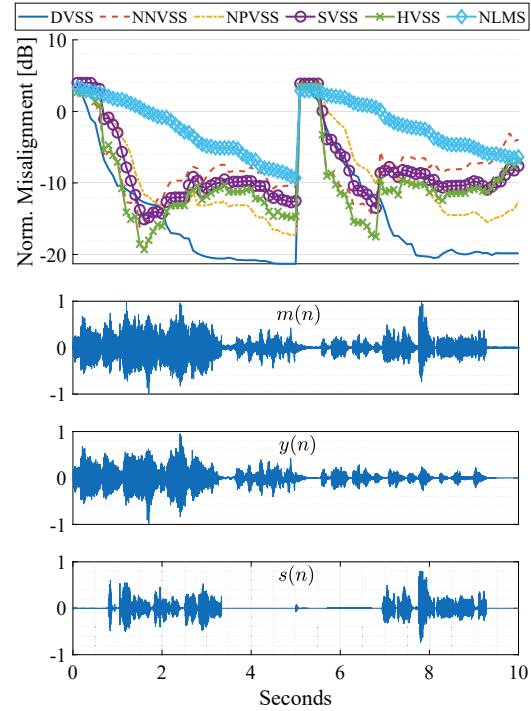 DVSS NNVSS NPVSS SVSS HVSS NLMS
10
0
-10
-20
Norm. Misalignment [dB]
1
m(n)
0
-1
1
y(n)
0
-1
1
s(n)
0
-1
0 2 4 6 8 10
Seconds